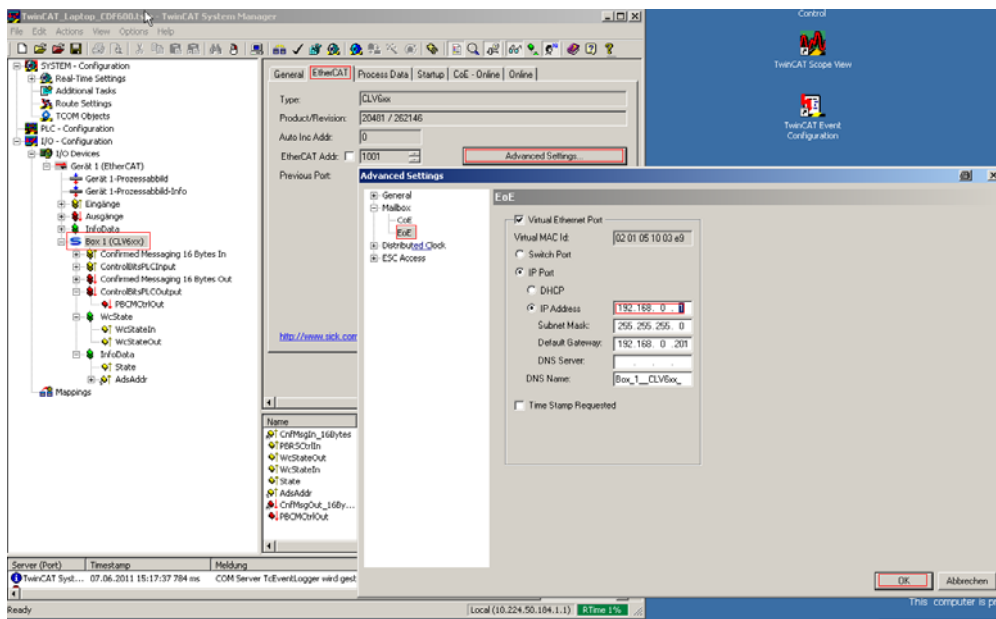 TwinCAT_Laptop_CDF600.tsm - TwinCAT System Manager
File Edit Actions View Options Help
SYSTEM - Configuration
Real-Time Settings
Additional Tasks
Route Settings
TCOM Objects
PLC - Configuration
I/O - Configuration
I/O Devices
Gerät 1 (EtherCAT)
Gerät 1-Prozessabbild
Gerät 1-Prozessabbild-Info
Eingänge
Ausgänge
InfoData
Box 1 (CLV6xx)
Confirmed Messaging 16 Bytes In
ControlBitsPLCInput
Confirmed Messaging 16 Bytes Out
ControlBitsPLCOutput
PBCMCtrlOut
WcState
WcStateIn
WcStateOut
InfoData
State
AdsAddr
Mappings
General EtherCAT Process Data Startup CoE - Online Online
Type: CLV6xx
Product/Revision: 20481 / 262146
Auto Inc Addr: 0
EtherCAT Addr: 1001 Advanced Settings...
Previous Port:
http://www.sick.com
Name
CnfMsgIn_16Bytes
PBRSCtrlIn
WcStateOut
WcStateIn
State
AdsAddr
CnfMsgOut_16By...
PBCMCtrlOut
Advanced Settings
General
Mailbox
CoE
EoE
Distributed Clock
ESC Access
EoE
Virtual Ethernet Port
Virtual MAC Id: 02 01 05 10 03 e9
Switch Port
IP Port
DHCP
IP Address 192.168. 0 . 1
Subnet Mask: 255.255.255. 0
Default Gateway: 192.168. 0 .201
DNS Server: . . .
DNS Name: Box_1__CLV6xx_
Time Stamp Requested
OK Abbrechen
Server (Port) Timestamp Meldung
TwinCAT Syst... 07.06.2011 15:17:37 784 ms COM Server TcEventLogger wird gest
Ready Local (10.224.50.184.1.1) RTime 1%
Control
TwinCAT Scope View
TwinCAT Event
Configuration
This computer is p